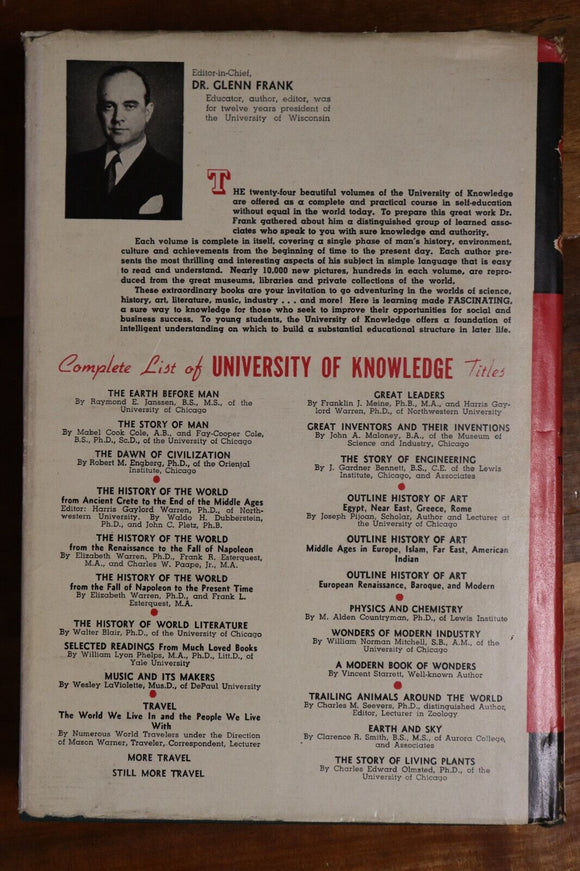 Editor-in-Chief,
DR. GLENN FRANK
Educator, author, editor, was
for twelve years president of
the University of Wisconsin
THE twenty-four beautiful volumes of the University of Knowledge
are offered as a complete and practical course in self-education
without equal in the world today. To prepare this great work Dr.
Frank gathered about him a distinguished group of learned asso-
ciates who speak to you with sure knowledge and authority.
Each volume is complete in itself, covering a single phase of man's history, environment,
culture and achievements from the beginning of time to the present day. Each author pre-
sents the most thrilling and interesting aspects of his subject in simple language that is easy
to read and understand. Nearly 10,000 new pictures, hundreds in each volume, are repro-
duced from the great museums, libraries and private collections of the world.
These extraordinary books are your invitation to go adventuring in the worlds of science,
history, art, literature, music, industry . . . and more! Here is learning made FASCINATING,
a sure way to knowledge for those who seek to improve their opportunities for social and
business success. To young students, the University of Knowledge offers a foundation of
intelligent understanding on which to build a substantial educational structure in later life.
Complete List of UNIVERSITY OF KNOWLEDGE Titles
THE EARTH BEFORE MAN
By Raymond E. Janssen, B.S., M.S., of the
University of Chicago
THE STORY OF MAN
By Mabel Cook Cole, A.B., and Fay-Cooper Cole,
B.S., Ph.D., Sc.D., of the University of Chicago
THE DAWN OF CIVILIZATION
By Robert M. Engberg, Ph.D., of the Oriental
Institute, Chicago
THE HISTORY OF THE WORLD
from Ancient Crete to the End of the Middle Ages
Editor: Harris Gaylord Warren, Ph.D., of North-
western University. By Waldo H. Dubberstein,
Ph.D., and John C. Pletz, Ph.B.
THE HISTORY OF THE WORLD
from the Renaissance to the Fall of Napoleon
By Elizabeth Warren, Ph.D., Frank R. Esterquest,
M.A., and Charles W. Paape, Jr., M.A.
THE HISTORY OF THE WORLD
from the Fall of Napoleon to the Present Time
By Elizabeth Warren, Ph.D., and Frank L.
Esterquest, M.A.
THE HISTORY OF WORLD LITERATURE
By Walter Blair, Ph.D., of the University of Chicago
SELECTED READINGS From Much Loved Books
By William Lyon Phelps, M.A., Ph.D., Litt.D., of
Yale University
MUSIC AND ITS MAKERS
By Wesley LaViolette, Mus.D., of DePaul University
TRAVEL
The World We Live In and the People We Live
With
By Numerous World Travelers under the Direction
of Mason Warner, Traveler, Correspondent, Lecturer
MORE TRAVEL
STILL MORE TRAVEL
GREAT LEADERS
By Franklin J. Meine, Ph.B., M.A., and Harris Gay-
lord Warren, Ph.D., of Northwestern University
GREAT INVENTORS AND THEIR INVENTIONS
By John A. Maloney, B.A., of the Museum of
Science and Industry, Chicago
THE STORY OF ENGINEERING
By J. Gardner Bennett, B.S., C.E. of the Lewis
Institute, Chicago, and Associates
OUTLINE HISTORY OF ART
Egypt, Near East, Greece, Rome
By Joseph Pijoan, Scholar, Author and Lecturer at
the University of Chicago
OUTLINE HISTORY OF ART
Middle Ages in Europe, Islam, Far East, American
Indian
OUTLINE HISTORY OF ART
European Renaissance, Baroque, and Modern
PHYSICS AND CHEMISTRY
By M. Alden Countryman, Ph.D., of Lewis Institute
WONDERS OF MODERN INDUSTRY
By William Norman Mitchell, S.B., A.M., of the
University of Chicago
A MODERN BOOK OF WONDERS
By Vincent Starrett, Well-known Author
TRAILING ANIMALS AROUND THE WORLD
By Charles M. Seevers, Ph.D., distinguished Author,
Editor, Lecturer in Zoology
EARTH AND SKY
By Clarence R. Smith, B.S., M.S., of Aurora College,
and Associates
THE STORY OF LIVING PLANTS
By Charles Edward Olmsted, Ph.D., of the
University of Chicago